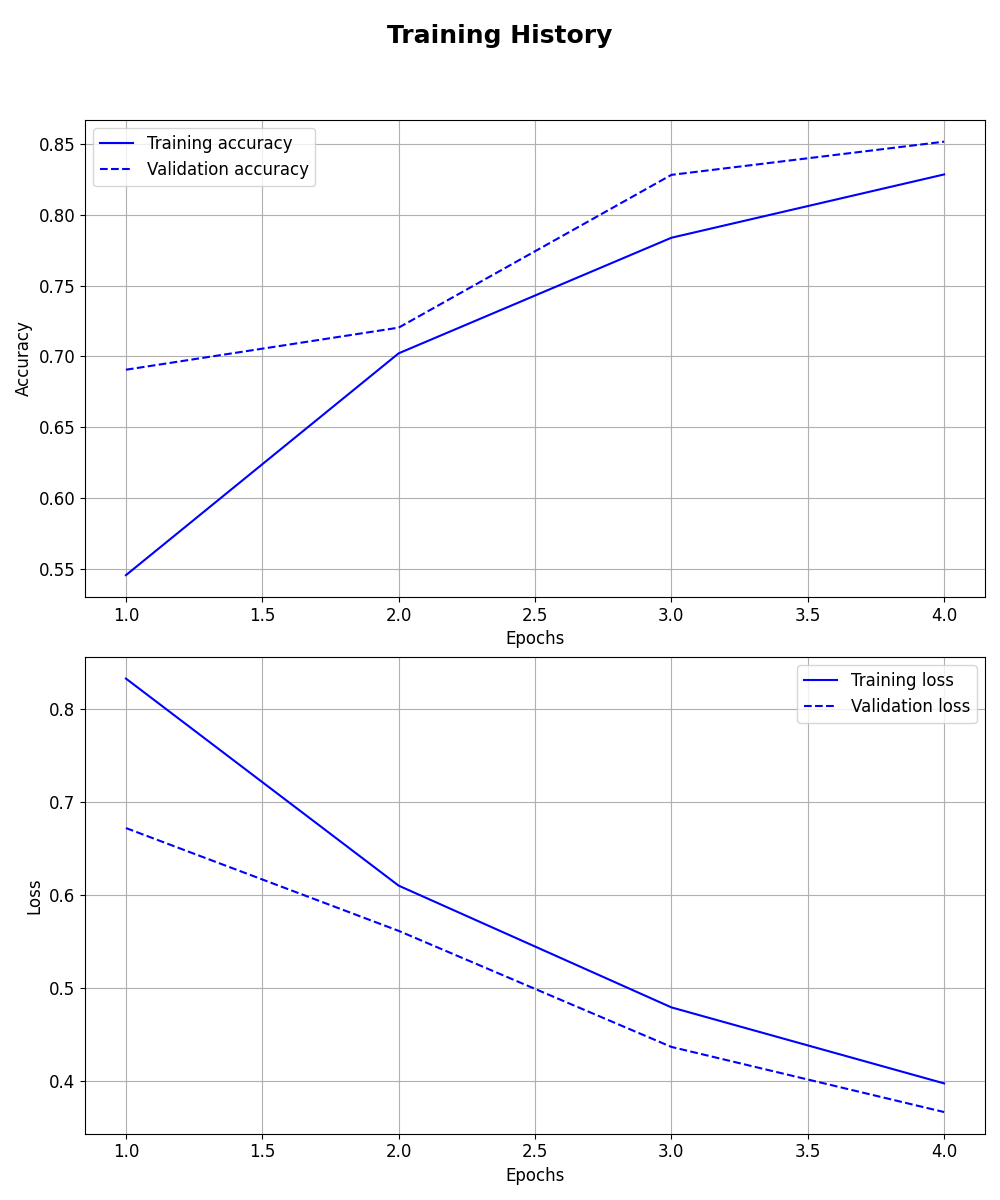 Training History
Training accuracy
Validation accuracy
0.85
0.80
0.75
0.70
0.65
0.60
0.55
Accuracy
1.0 1.5 2.0 2.5 3.0 3.5 4.0
Epochs
Training loss
Validation loss
0.8
0.7
0.6
0.5
0.4
Loss
1.0 1.5 2.0 2.5 3.0 3.5 4.0
Epochs